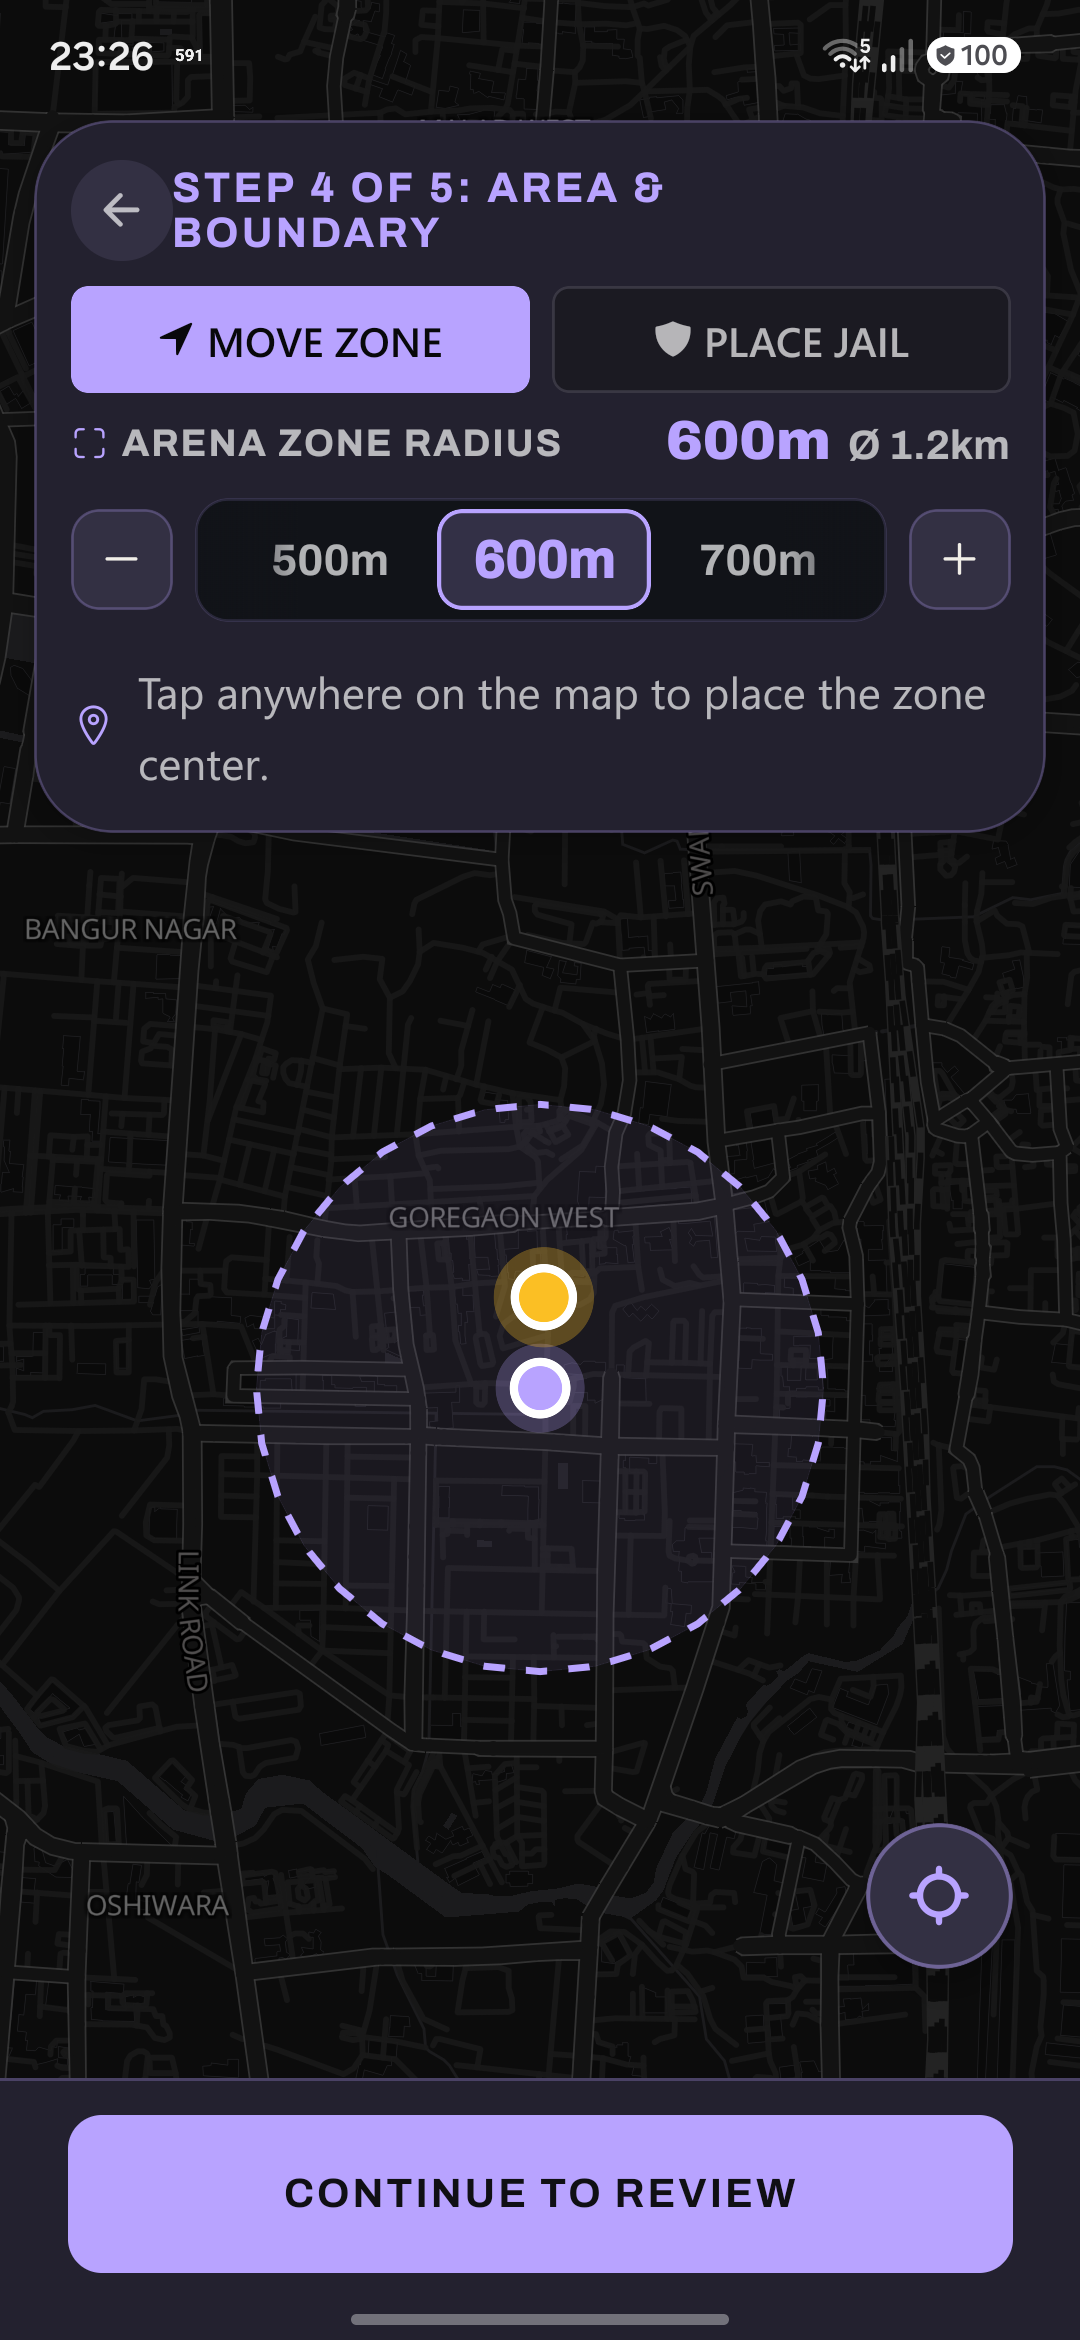 23:26 591 5 100
STEP 4 OF 5: AREA &
BOUNDARY
MOVE ZONE
PLACE JAIL
ARENA ZONE RADIUS 600m Ø 1.2km
500m 600m 700m
Tap anywhere on the map to place the zone
center.
BANGUR NAGAR
GOREGAON WEST
LINK ROAD
OSHIWARA
CONTINUE TO REVIEW